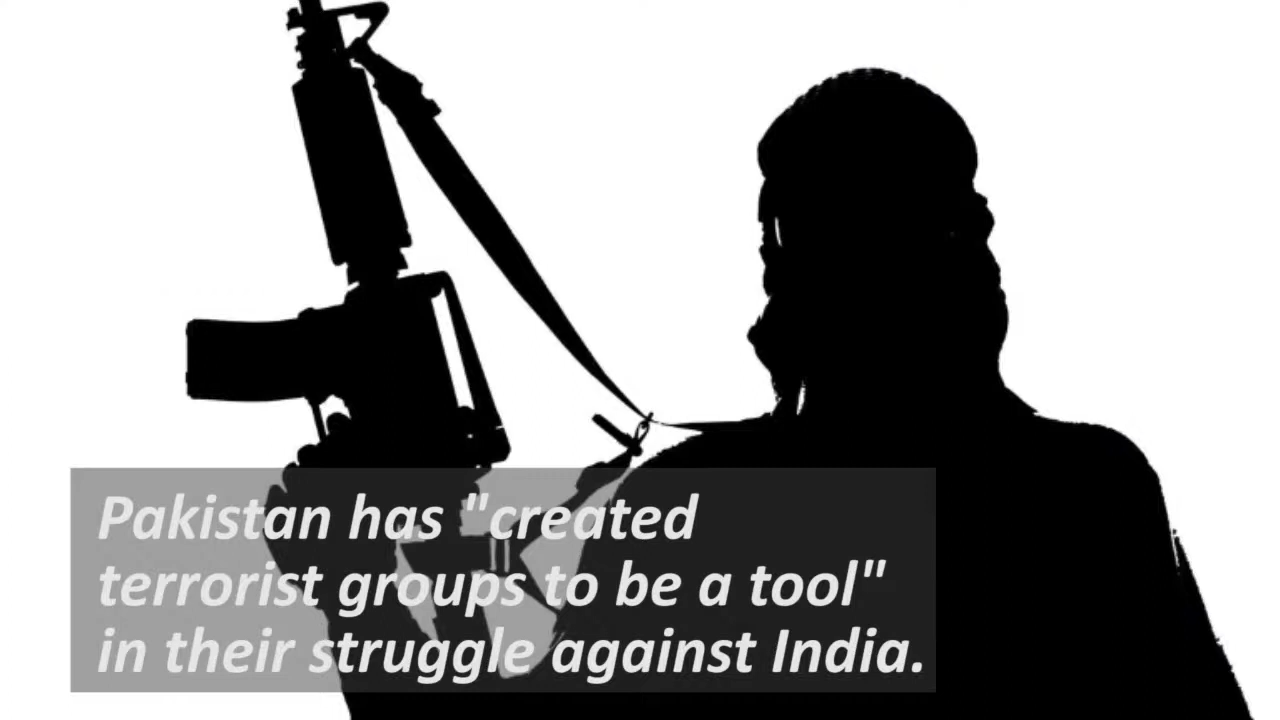 Pakistan has "created
terrorist groups to be a tool"
in their struggle against India.